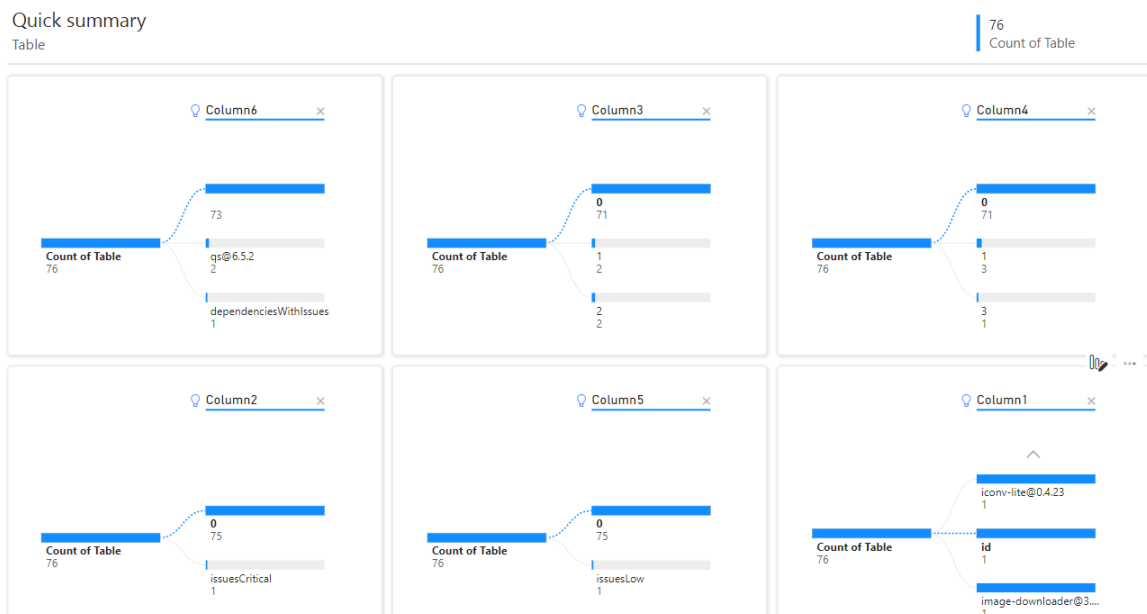 Quick summary
Table
76
Count of Table
Column6
73
Count of Table
76
qs@6.5.2
2
dependenciesWithIssues
1
Column3
0
71
Count of Table
76
1
2
2
2
Column4
0
71
Count of Table
76
1
3
3
1
Column2
0
75
Count of Table
76
issuesCritical
1
Column5
0
75
Count of Table
76
issuesLow
1
Column1
iconv-lite@0.4.23
1
Count of Table
76
id
1
image-downloader@3....
1